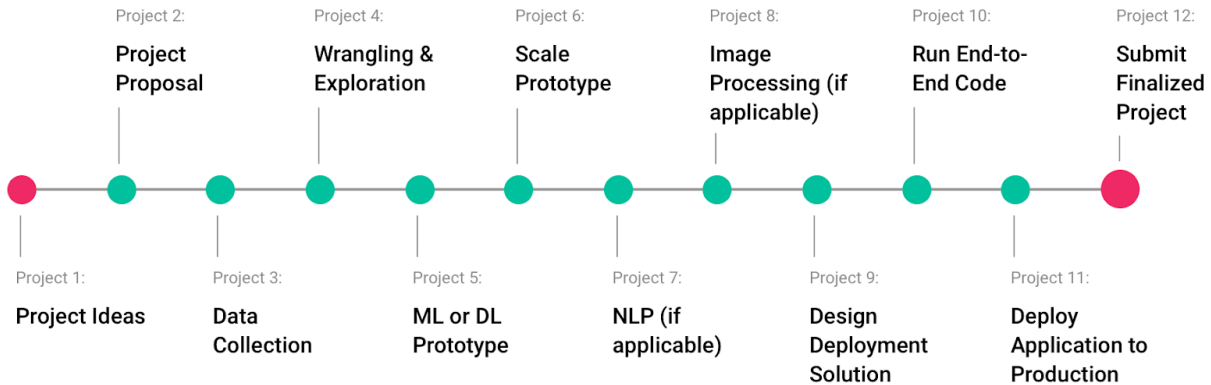 Project 2:
Project
Proposal
Project 4:
Wrangling &
Exploration
Project 6:
Scale
Prototype
Project 8:
Image
Processing (if
applicable)
Project 10:
Run End-to-
End Code
Project 12:
Submit
Finalized
Project
Project 1:
Project Ideas
Project 3:
Data
Collection
Project 5:
ML or DL
Prototype
Project 7:
NLP (if
applicable)
Project 9:
Design
Deployment
Solution
Project 11:
Deploy
Application to
Production